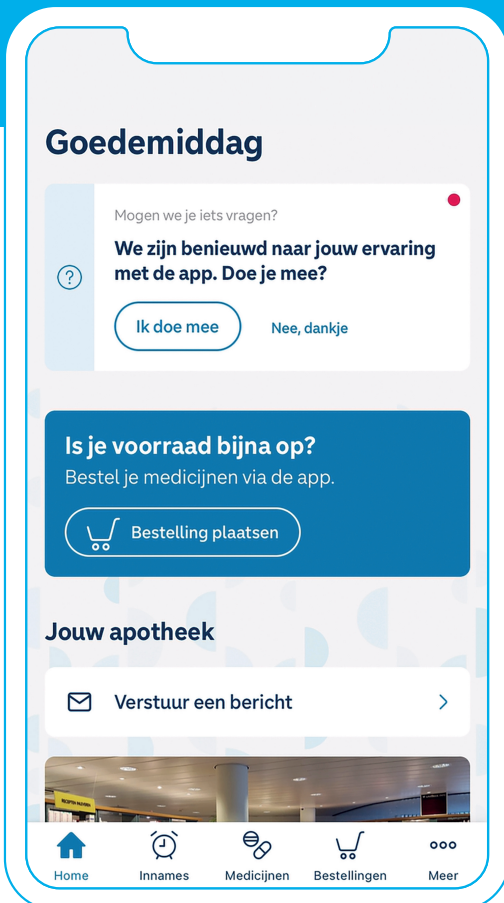 Goedemiddag
Mogen we je iets vragen?
We zijn benieuwd naar jouw ervaring
met de app. Doe je mee?
Ik doe mee
Nee, dankje
Is je voorraad bijna op?
Bestel je medicijnen via de app.
Bestelling plaatsen
Jouw apotheek
Verstuur een bericht
Home
Innames
Medicijnen
Bestellingen
Meer